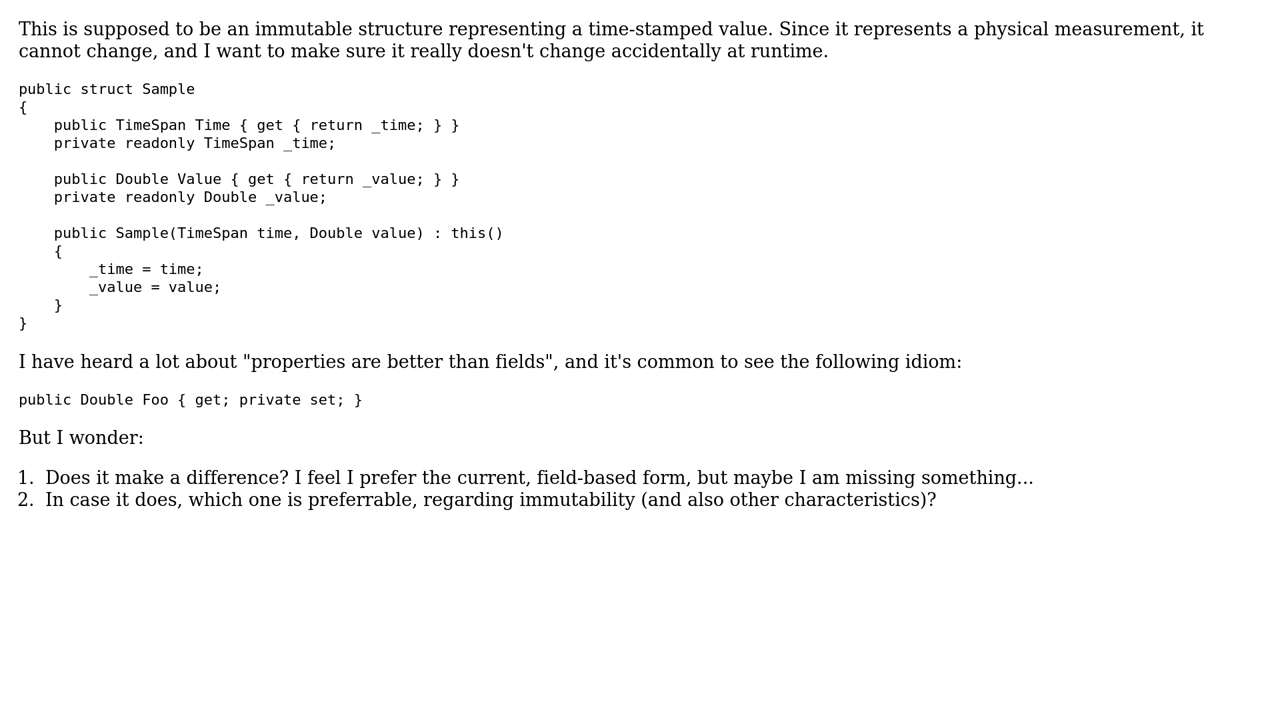 This is supposed to be an immutable structure representing a time-stamped value. Since it represents a physical measurement, it
cannot change, and I want to make sure it really doesn't change accidentally at runtime.
public struct Sample
{
    public TimeSpan Time { get { return _time; } }
    private readonly TimeSpan _time;

    public Double Value { get { return _value; } }
    private readonly Double _value;

    public Sample(TimeSpan time, Double value) : this()
    {
        _time = time;
        _value = value;
    }
}
I have heard a lot about "properties are better than fields", and it's common to see the following idiom:
public Double Foo { get; private set; }
But I wonder:
1. Does it make a difference? I feel I prefer the current, field-based form, but maybe I am missing something...
2. In case it does, which one is preferrable, regarding immutability (and also other characteristics)?